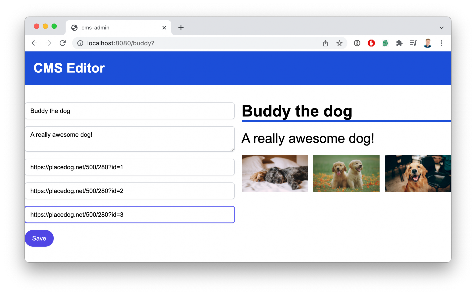 cms-admin
localhost:8080/buddy?
CMS Editor
Buddy the dog
A really awesome dog!
https://placedog.net/500/280?id=1
https://placedog.net/500/280?id=2
https://placedog.net/500/280?id=3
Save
Buddy the dog
A really awesome dog!